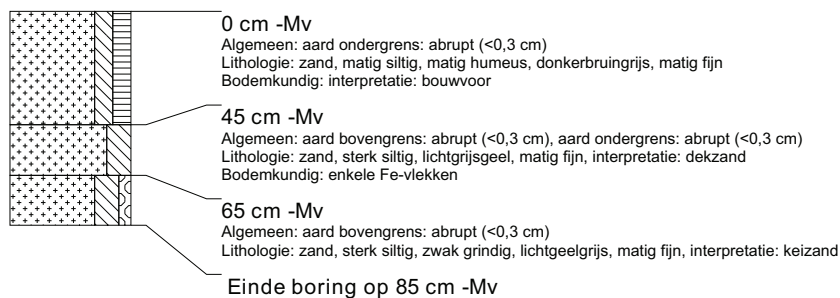 0 cm -Mv
Algemeen: aard ondergrens: abrupt (<0,3 cm)
Lithologie: zand, matig siltig, matig humeus, donkerbruingrijs, matig fijn
Bodemkundig: interpretatie: bouwvoor
45 cm -Mv
Algemeen: aard bovengrens: abrupt (<0,3 cm), aard ondergrens: abrupt (<0,3 cm)
Lithologie: zand, sterk siltig, lichtgrijsgeel, matig fijn, interpretatie: dekzand
Bodemkundig: enkele Fe-vlekken
65 cm -Mv
Algemeen: aard bovengrens: abrupt (<0,3 cm)
Lithologie: zand, sterk siltig, zwak grindig, lichtgeelgrijs, matig fijn, interpretatie: keizand
Einde boring op 85 cm -Mv